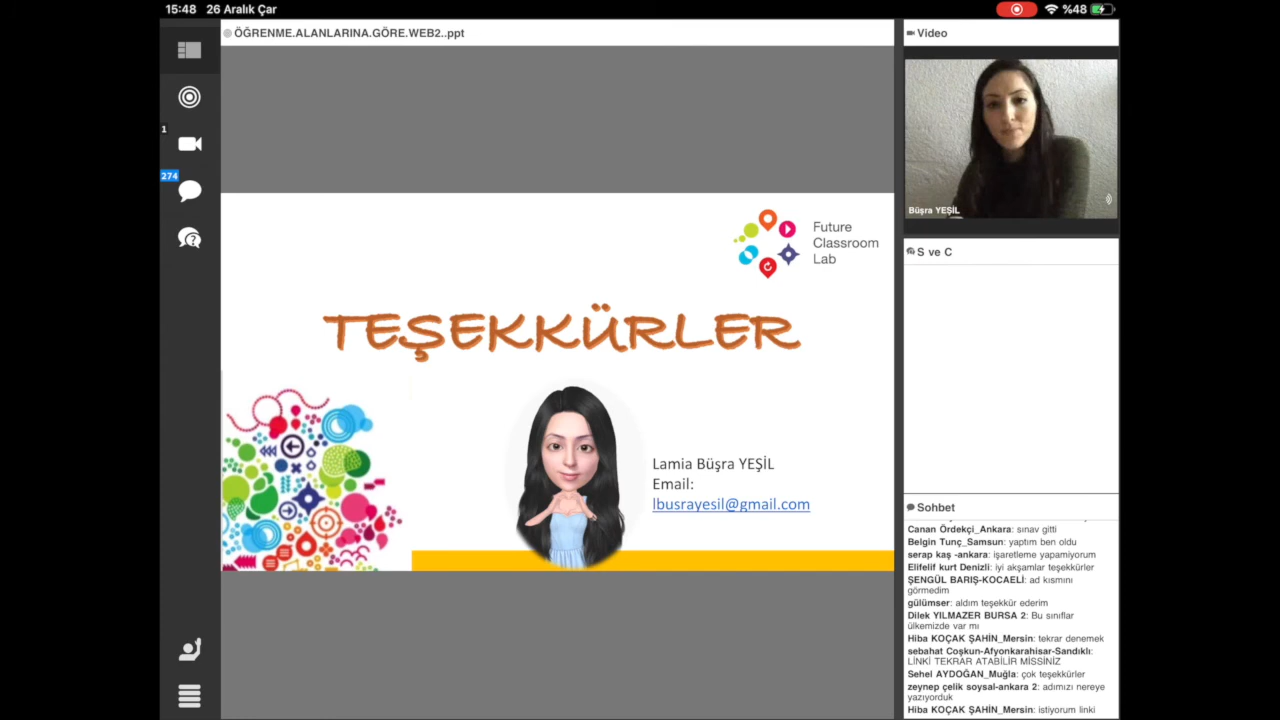 15:48 26 Aralık Çar
%48
ÖĞRENME.ALANLARINA.GÖRE.WEB2..ppt
1
274
Future
Classroom
Lab
TEŞEKKÜRLER
Lamia Büşra YEŞİL
Email:
lbusrayesil@gmail.com
Video
Büşra YEŞİL
S ve C
Sohbet
Canan Ördekçi_Ankara: sınav gitti
Belgin Tunç_Samsun: yaptım ben oldu
serap kaş -ankara: işaretleme yapamiyorum
Elifelif kurt Denizli: iyi akşamlar teşekkürler
ŞENGÜL BARIŞ-KOCAELİ: ad kısmını
görmedim
gülümser: aldım teşekkür ederim
Dilek YILMAZER BURSA 2: Bu sınıflar
ülkemizde var mı
Hiba KOÇAK ŞAHİN_Mersin: tekrar denemek
sebahat Coşkun-Afyonkarahisar-Sandıklı:
LİNKİ TEKRAR ATABİLİR MİSSİNİZ
Sehel AYDOĞAN_Muğla: çok teşekkürler
zeynep çelik soysal-ankara 2: adımızı nereye
yazıyorduk
Hiba KOÇAK ŞAHİN_Mersin: istiyorum linki